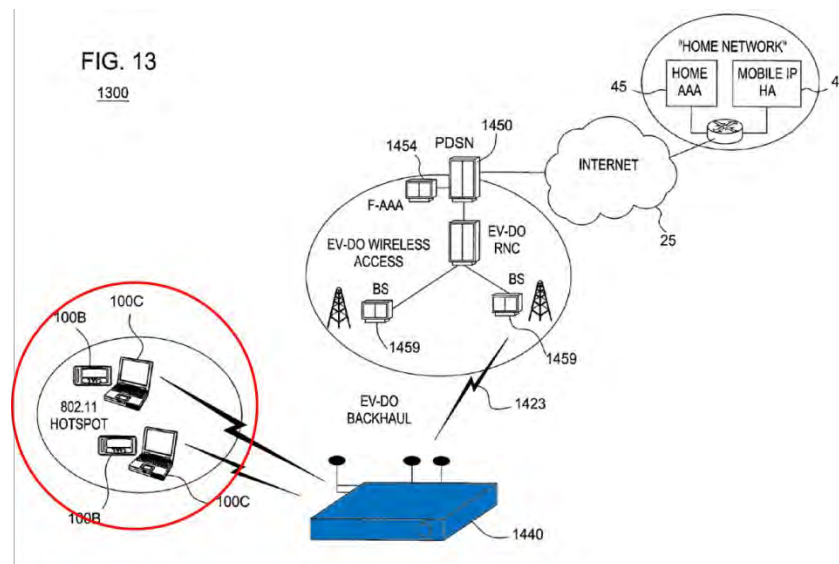 FIG. 13
1300
"HOME NETWORK"
HOME
AAA
MOBILE IP
HA
45
4
1450
PDSN
1454
F-AAA
INTERNET
25
EV-DO WIRELESS
ACCESS
EV-DO
RNC
BS
BS
1459
1459
100C
100B
802.11
HOTSPOT
100B
100C
EV-DO
BACKHAUL
1423
1440